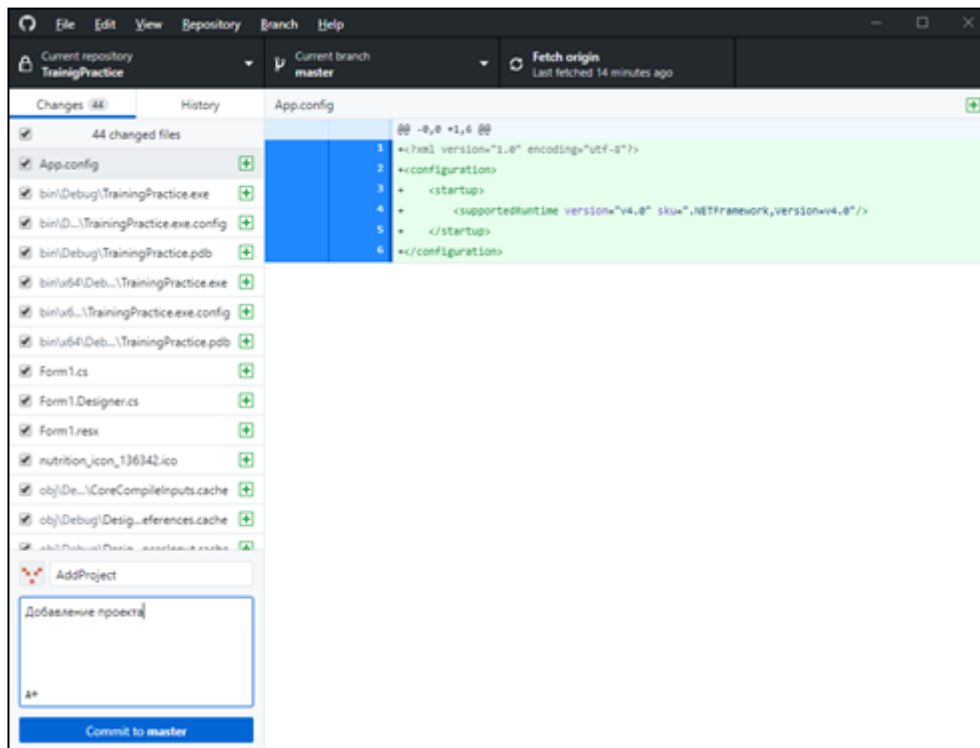 File Edit View Repository Branch Help
Current repository
TrainigPractice
Current branch
master
Fetch origin
Last fetched 14 minutes ago
Changes 44 History
App.config
44 changed files
@@ -0,0 +1,6 @@
App.config
bin\Debug\TrainingPractice.exe
bin\D...\TrainingPractice.exe.config
bin\Debug\TrainingPractice.pdb
bin\x64\Deb...\TrainingPractice.exe
bin\x6...\TrainingPractice.exe.config
bin\x64\Deb...\TrainingPractice.pdb
Form1.cs
Form1.Designer.cs
Form1.resx
nutrition_icon_136342.ico
obj\De...\CoreCompileInputs.cache
obj\Debug\Desig...eferences.cache
1 +<?xml version="1.0" encoding="utf-8"?>
2 +<configuration>
3 + <startup>
4 + <supportedRuntime version="v4.0" sku=".NETFramework,Version=v4.0"/>
5 + </startup>
6 +</configuration>
AddProject
Добавление проекта
Commit to master